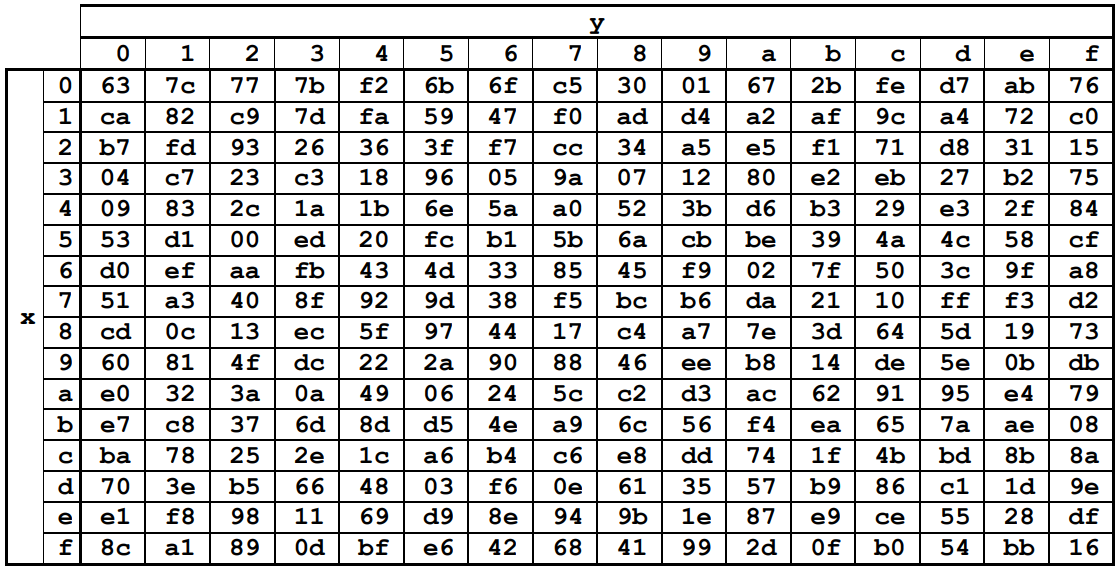 y
0 1 2 3 4 5 6 7 8 9 a b c d e f
0 63 7c 77 7b f2 6b 6f c5 30 01 67 2b fe d7 ab 76
1 ca 82 c9 7d fa 59 47 f0 ad d4 a2 af 9c a4 72 c0
2 b7 fd 93 26 36 3f f7 cc 34 a5 e5 f1 71 d8 31 15
3 04 c7 23 c3 18 96 05 9a 07 12 80 e2 eb 27 b2 75
4 09 83 2c 1a 1b 6e 5a a0 52 3b d6 b3 29 e3 2f 84
5 53 d1 00 ed 20 fc b1 5b 6a cb be 39 4a 4c 58 cf
6 d0 ef aa fb 43 4d 33 85 45 f9 02 7f 50 3c 9f a8
7 51 a3 40 8f 92 9d 38 f5 bc b6 da 21 10 ff f3 d2
x 8 cd 0c 13 ec 5f 97 44 17 c4 a7 7e 3d 64 5d 19 73
9 60 81 4f dc 22 2a 90 88 46 ee b8 14 de 5e 0b db
a e0 32 3a 0a 49 06 24 5c c2 d3 ac 62 91 95 e4 79
b e7 c8 37 6d 8d d5 4e a9 6c 56 f4 ea 65 7a ae 08
c ba 78 25 2e 1c a6 b4 c6 e8 dd 74 1f 4b bd 8b 8a
d 70 3e b5 66 48 03 f6 0e 61 35 57 b9 86 c1 1d 9e
e e1 f8 98 11 69 d9 8e 94 9b 1e 87 e9 ce 55 28 df
f 8c a1 89 0d bf e6 42 68 41 99 2d 0f b0 54 bb 16